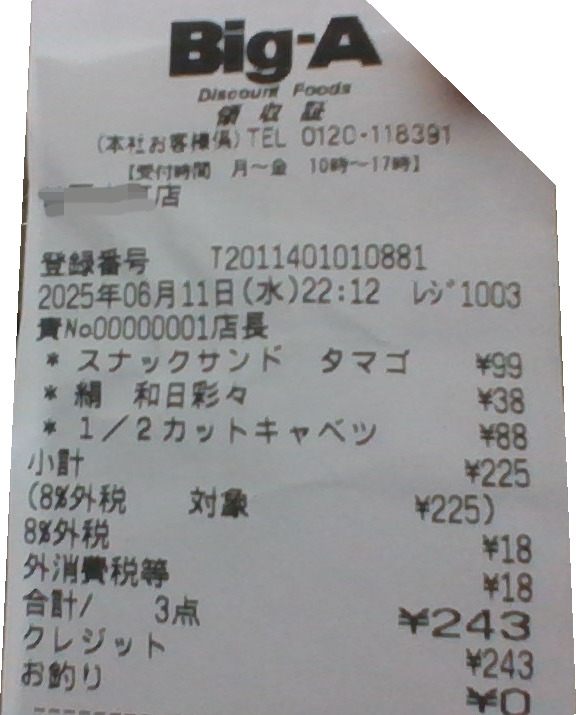 Big-A
Discount Foods
領収証
(本社お客様係)TEL 0120-118391
【受付時間 月～金 10時～17時】
店
登録番号 T2011401010881
2025年06月11日(水)22:12 レジ1003
責No00000001店長
* スナックサンド タマゴ ¥99
* 絹 和日彩々 ¥38
* 1／2カットキャベツ ¥88
小計 ¥225
(8%外税 対象 ¥225)
8%外税 ¥18
外消費税等 ¥18
合計/ 3点 ¥243
クレジット ¥243
お釣り ¥0